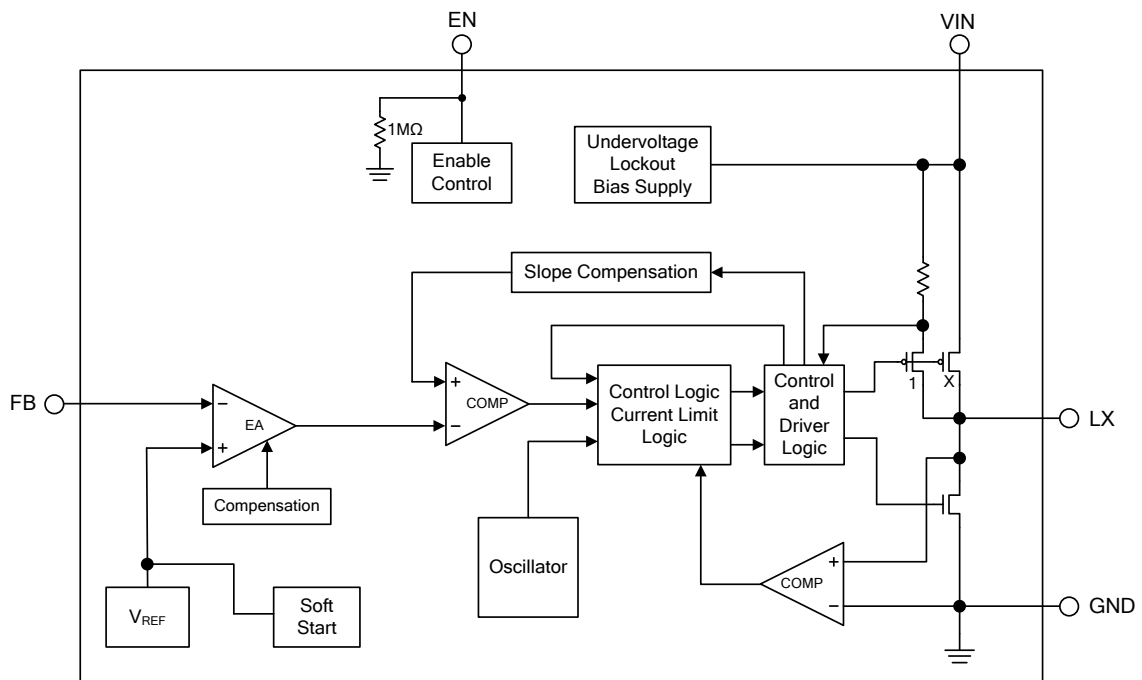 EN
VIN
1MΩ
Enable
Control
Undervoltage
Lockout
Bias Supply
Slope Compensation
+
COMP
−
Control Logic
Current Limit
Logic
Control
and
Driver
Logic
1
X
FB
−
EA
+
LX
Compensation
Oscillator
+
COMP
−
VREF
Soft
Start
GND